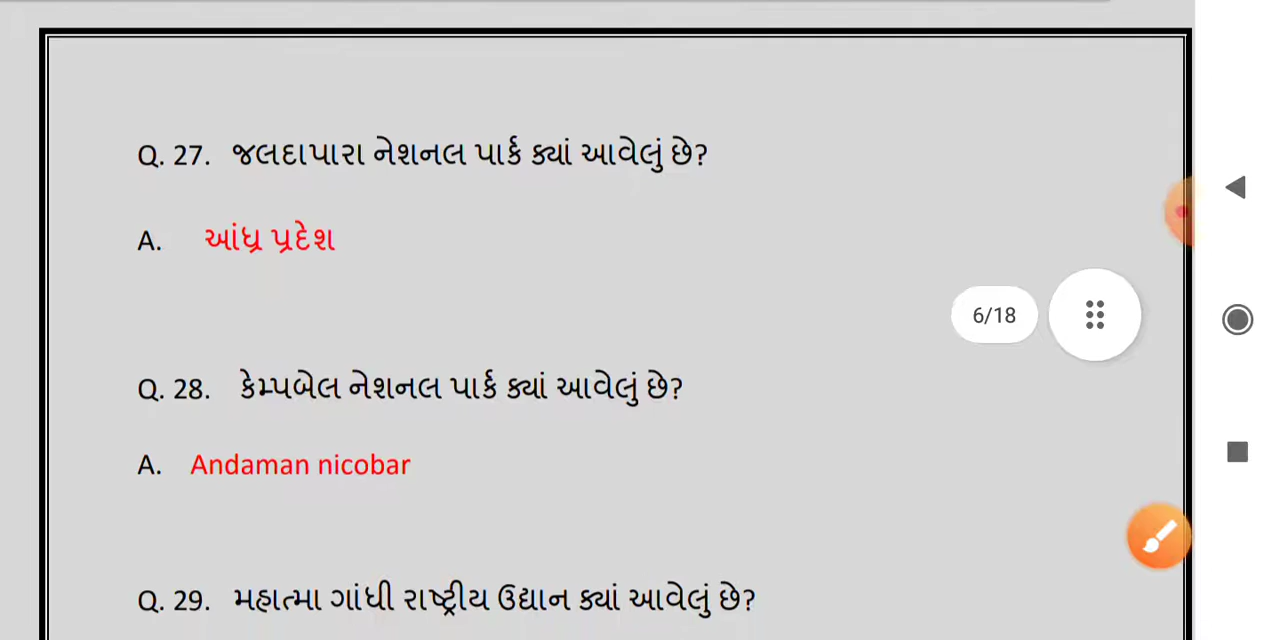 Q. 27. જલદાપારા નેશનલ પાર્ક ક્યાં આવેલું છે?
A. આંધ્ર પ્રદેશ
6/18
Q. 28. કેમ્પબેલ નેશનલ પાર્ક ક્યાં આવેલું છે?
A. Andaman nicobar
Q. 29. મહાત્મા ગાંધી રાષ્ટ્રીય ઉદ્યાન ક્યાં આવેલું છે?